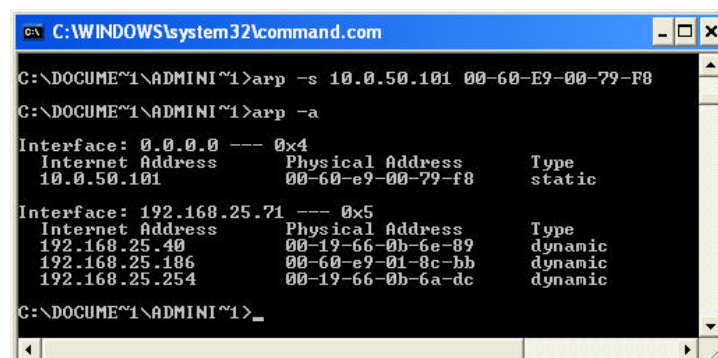 C:\WINDOWS\system32\command.com
C:\DOCUME~1\ADMINI~1>arp -s 10.0.50.101 00-60-E9-00-79-F8
C:\DOCUME~1\ADMINI~1>arp -a
Interface: 0.0.0.0 --- 0x4
Internet Address Physical Address Type
10.0.50.101 00-60-e9-00-79-f8 static
Interface: 192.168.25.71 --- 0x5
Internet Address Physical Address Type
192.168.25.40 00-19-66-0b-6e-89 dynamic
192.168.25.186 00-60-e9-01-8c-bb dynamic
192.168.25.254 00-19-66-0b-6a-dc dynamic
C:\DOCUME~1\ADMINI~1>_